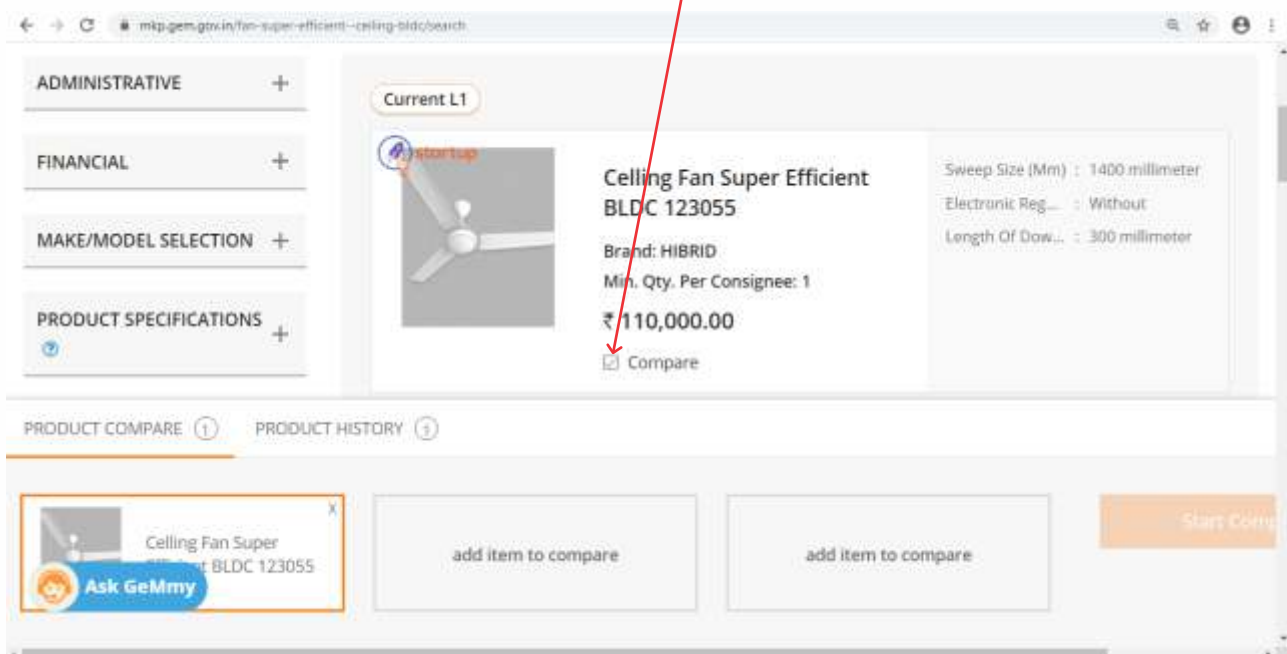 mkp.gem.gov.in/fan-super-efficient--celling-bldc/search
ADMINISTRATIVE +
FINANCIAL +
MAKE/MODEL SELECTION +
PRODUCT SPECIFICATIONS +
Current L1
startup
Celling Fan Super Efficient
BLDC 123055
Brand: HIBRID
Min. Qty. Per Consignee: 1
₹ 110,000.00
Compare
Sweep Size (Mm) : 1400 millimeter
Electronic Reg... : Without
Length Of Dow... : 300 millimeter
PRODUCT COMPARE 1 PRODUCT HISTORY
Celling Fan Super
BLDC 123055
X
Ask GeMmy
add item to compare
add item to compare
Start Comp